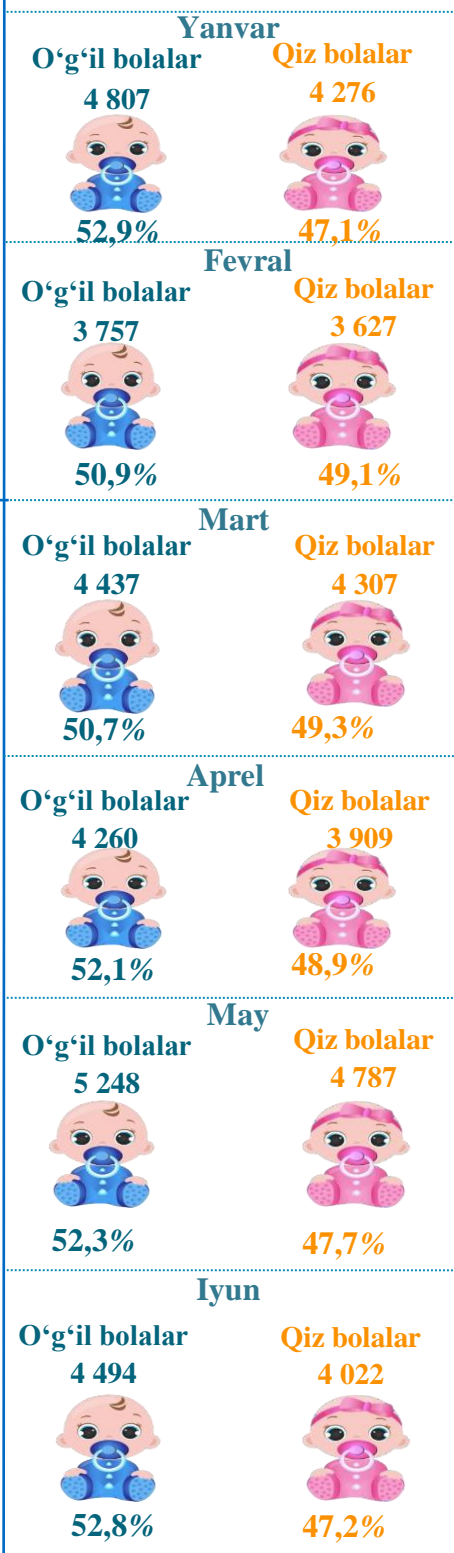 Yanvar
O‘g‘il bolalar Qiz bolalar
4 807 4 276
52,9% 47,1%
Fevral
O‘g‘il bolalar Qiz bolalar
3 757 3 627
50,9% 49,1%
Mart
O‘g‘il bolalar Qiz bolalar
4 437 4 307
50,7% 49,3%
Aprel
O‘g‘il bolalar Qiz bolalar
4 260 3 909
52,1% 48,9%
May
O‘g‘il bolalar Qiz bolalar
5 248 4 787
52,3% 47,7%
Iyun
O‘g‘il bolalar Qiz bolalar
4 494 4 022
52,8% 47,2%